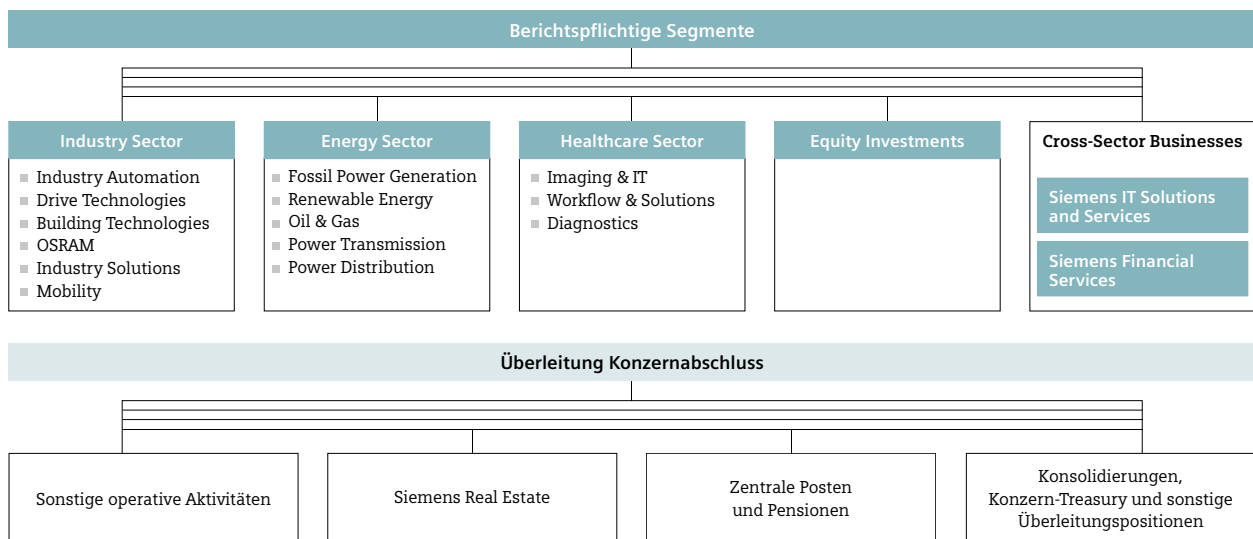 Berichtspflichtige Segmente
Industry Sector
Industry Automation
Drive Technologies
Building Technologies
OSRAM
Industry Solutions
Mobility
Energy Sector
Fossil Power Generation
Renewable Energy
Oil & Gas
Power Transmission
Power Distribution
Healthcare Sector
Imaging & IT
Workflow & Solutions
Diagnostics
Equity Investments
Cross-Sector Businesses
Siemens IT Solutions
and Services
Siemens Financial
Services
Überleitung Konzernabschluss
Sonstige operative Aktivitäten
Siemens Real Estate
Zentrale Posten
und Pensionen
Konsolidierungen,
Konzern-Treasury und sonstige
Überleitungspositionen